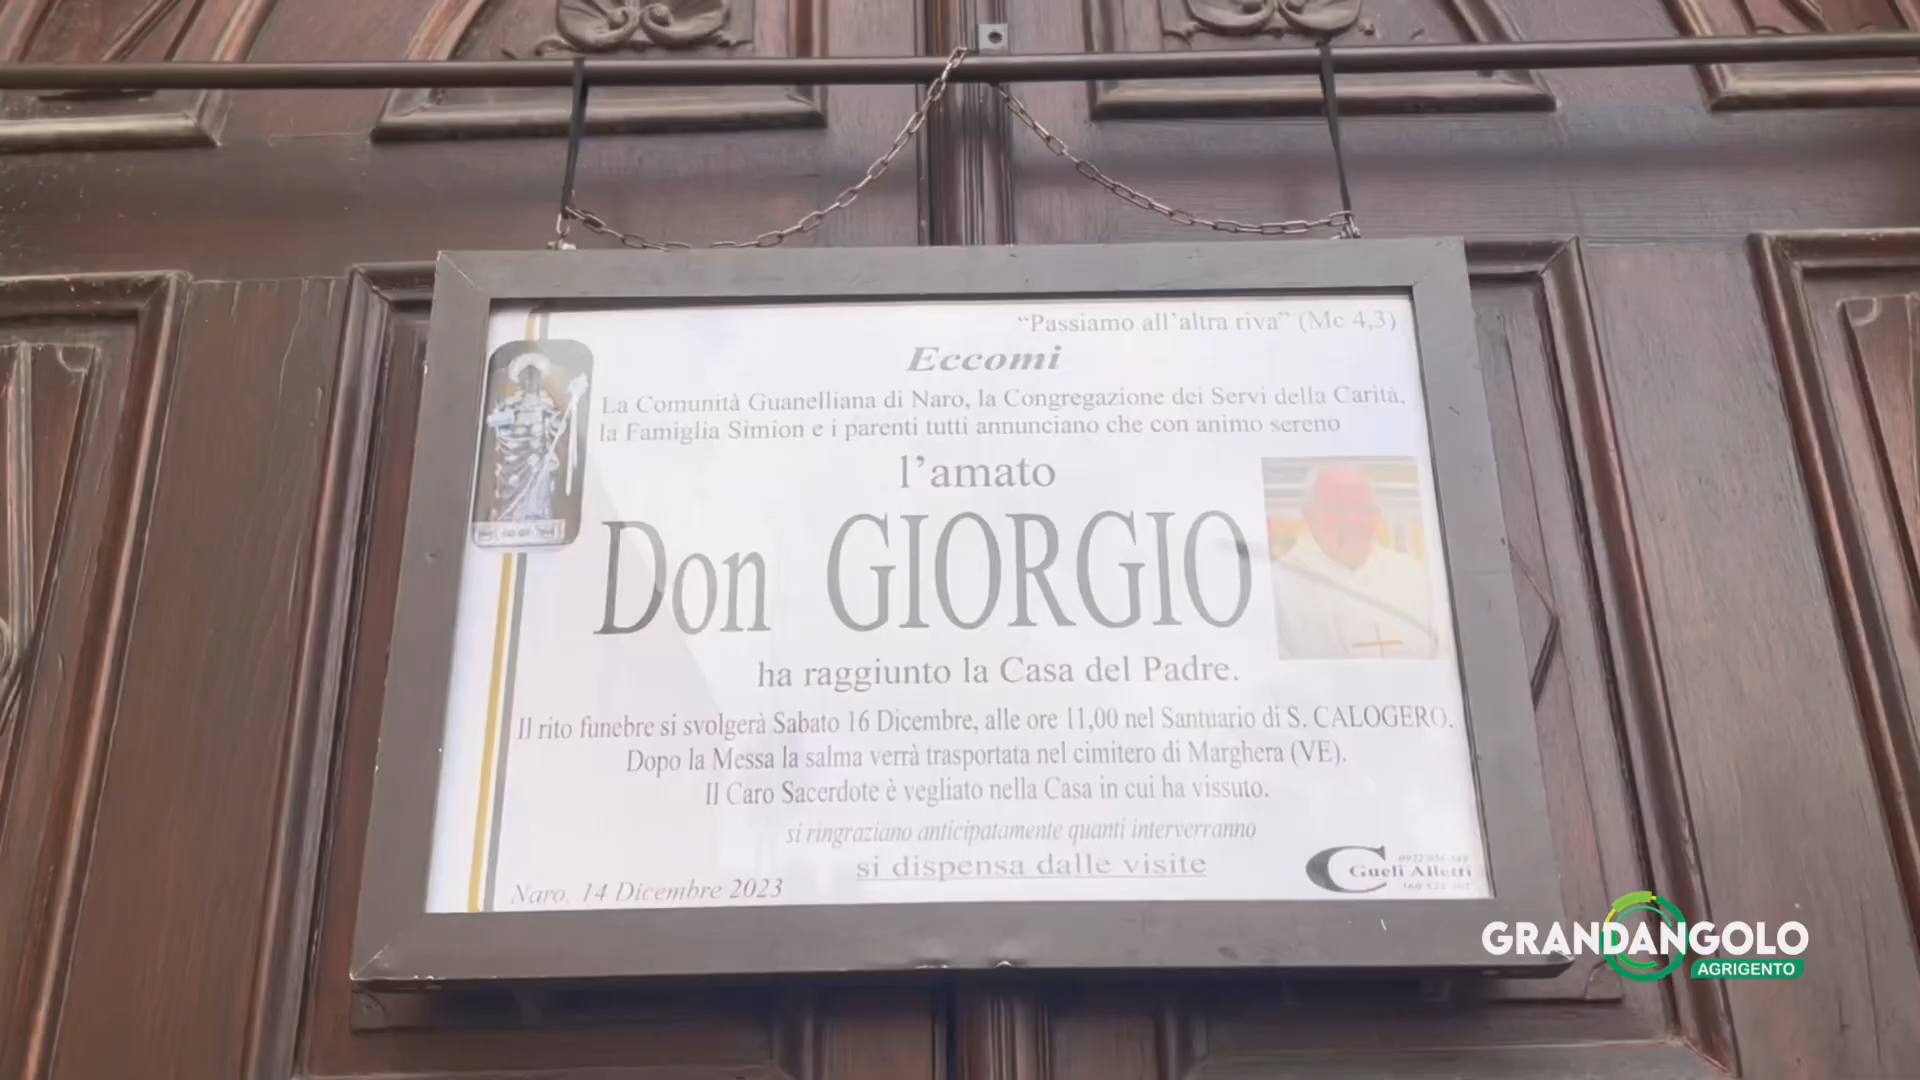 “Passiamo all’altra riva” (Mc 4,3)
Eccomi
La Comunità Guanelliana di Naro, la Congregazione dei Servi della Carità,
la Famiglia Simion e i parenti tutti annunciano che con animo sereno
l’amato
Don GIORGIO
ha raggiunto la Casa del Padre.
Il rito funebre si svolgerà Sabato 16 Dicembre, alle ore 11,00 nel Santuario di S. CALOGERO.
Dopo la Messa la salma verrà trasportata nel cimitero di Marghera (VE).
Il Caro Sacerdote è vegliato nella Casa in cui ha vissuto.
si ringraziano anticipatamente quanti interverranno
si dispensa dalle visite
Naro, 14 Dicembre 2023
C
Gueli Alletti
GRANDANGOLO
AGRIGENTO